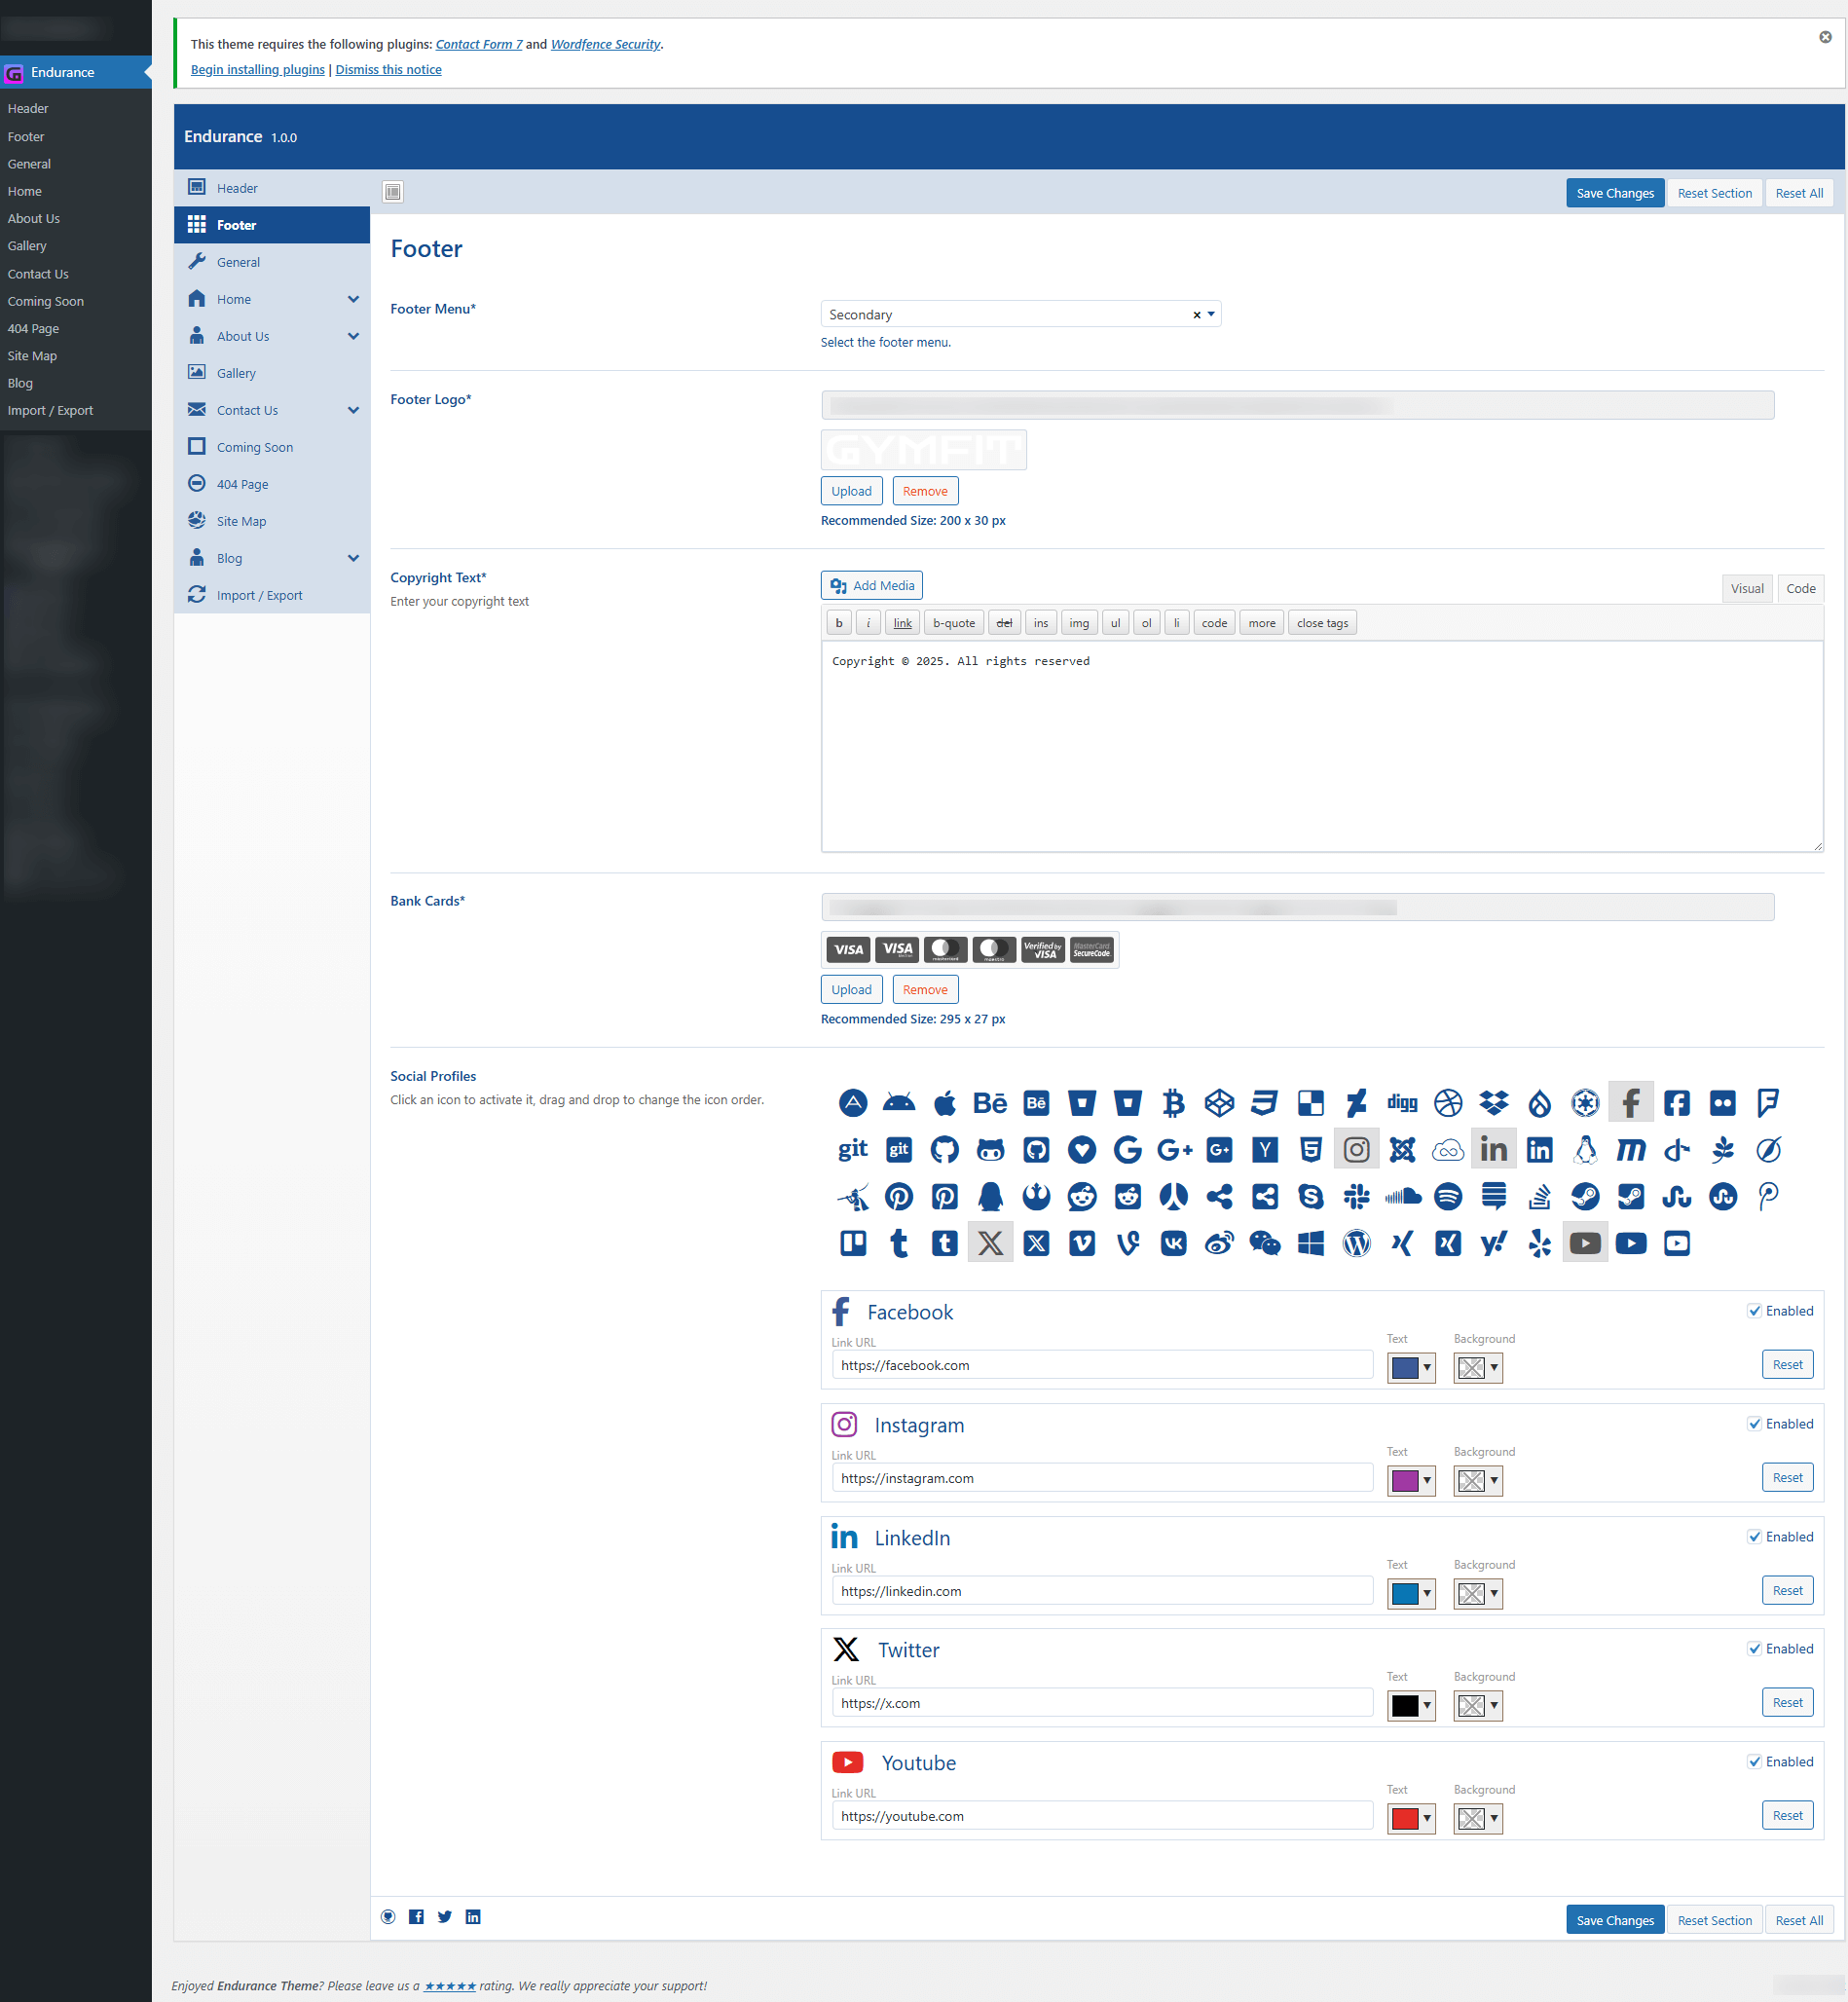 This theme requires the following plugins: Contact Form 7 and Wordfence Security.
Begin installing plugins | Dismiss this notice
Endurance
Header
Footer
General
Home
About Us
Gallery
Contact Us
Coming Soon
404 Page
Site Map
Blog
Import / Export
Endurance 1.0.0
Header
Footer
General
Home
About Us
Gallery
Contact Us
Coming Soon
404 Page
Site Map
Blog
Import / Export
Save Changes Reset Section Reset All
Footer
Footer Menu*
Secondary
Select the footer menu.
Footer Logo*
GYMFIT
Upload Remove
Recommended Size: 200 x 30 px
Copyright Text*
Enter your copyright text
Add Media
Visual Code
b i link b-quote del ins img ul ol li code more close tags
Copyright © 2025. All rights reserved
Bank Cards*
VISA VISA mastercard maestro Verified by VISA MasterCard SecureCode
Upload Remove
Recommended Size: 295 x 27 px
Social Profiles
Click an icon to activate it, drag and drop to change the icon order.
Facebook
Enabled
Link URL Text Background
https://facebook.com
Reset
Instagram
Enabled
Link URL Text Background
https://instagram.com
Reset
LinkedIn
Enabled
Link URL Text Background
https://linkedin.com
Reset
Twitter
Enabled
Link URL Text Background
https://x.com
Reset
Youtube
Enabled
Link URL Text Background
https://youtube.com
Reset
Save Changes Reset Section Reset All
Enjoyed Endurance Theme? Please leave us a ★★★★★ rating. We really appreciate your support!